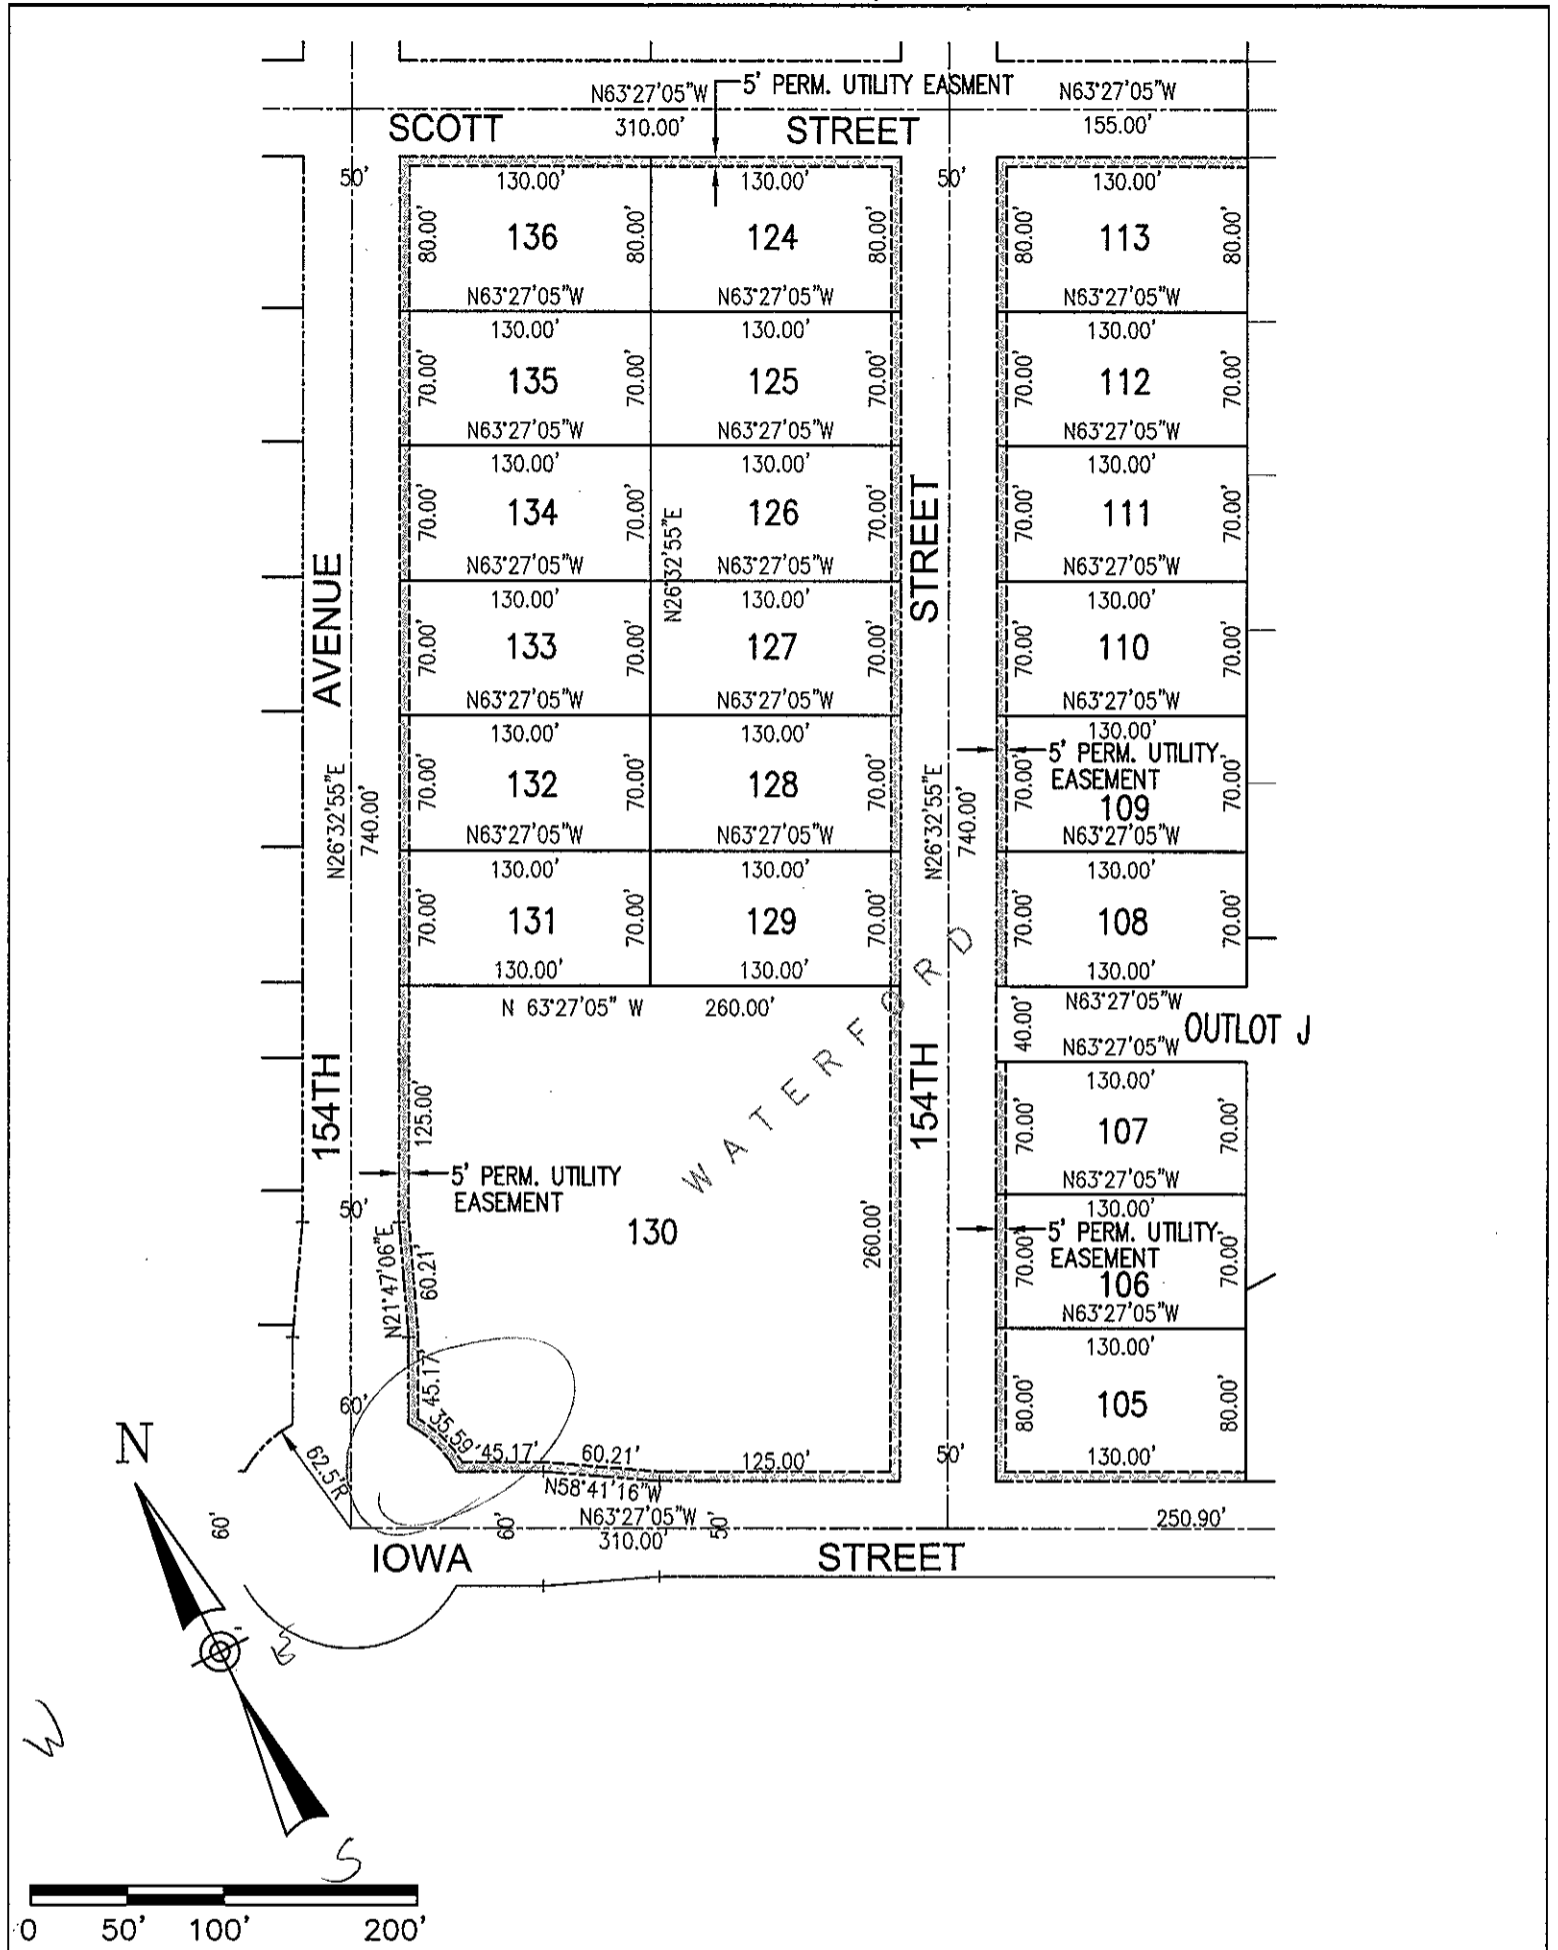 N63°27'05"W
5' PERM. UTILITY EASMENT
N63°27'05"W
SCOTT
310.00'
STREET
155.00'
50'
130.00'
130.00'
50'
130.00'
80.00'
136
80.00'
124
80.00'
80.00'
113
80.00'
N63°27'05"W
N63°27'05"W
N63°27'05"W
130.00'
130.00'
130.00'
70.00'
135
70.00'
125
70.00'
70.00'
112
70.00'
N63°27'05"W
N63°27'05"W
N63°27'05"W
130.00'
130.00'
130.00'
70.00'
134
70.00'
126
70.00'
70.00'
111
70.00'
N26°32'55"E
STREET
AVENUE
N63°27'05"W
N63°27'05"W
N63°27'05"W
130.00'
130.00'
130.00'
70.00'
133
70.00'
127
70.00'
70.00'
110
70.00'
N63°27'05"W
N63°27'05"W
N63°27'05"W
130.00'
130.00'
130.00'
5' PERM. UTILITY
EASEMENT
N26°32'55"E
740.00'
70.00'
132
70.00'
128
70.00'
N26°32'55"E
740.00'
70.00'
109
70.00'
N63°27'05"W
N63°27'05"W
N63°27'05"W
130.00'
130.00'
130.00'
70.00'
131
70.00'
129
70.00'
70.00'
108
70.00'
130.00'
130.00'
130.00'
N 63°27'05" W
260.00'
N63°27'05"W
40.00'
OUTLOT J
N63°27'05"W
WATERFORD
154TH
125.00'
154TH
130.00'
70.00'
107
70.00'
N63°27'05"W
5' PERM. UTILITY
EASEMENT
50'
130
260.00'
130.00'
5' PERM. UTILITY
EASEMENT
70.00'
106
70.00'
N63°27'05"W
N21°47'06"E
60.21'
130.00'
80.00'
105
80.00'
130.00'
45.17'
60'
35.59'
45.17'
60.21'
125.00'
50'
N
62.5'R
N58°41'16"W
60'
60'
N63°27'05"W
50'
250.90'
310.00'
IOWA
STREET
E
W
S
0
50'
100'
200'